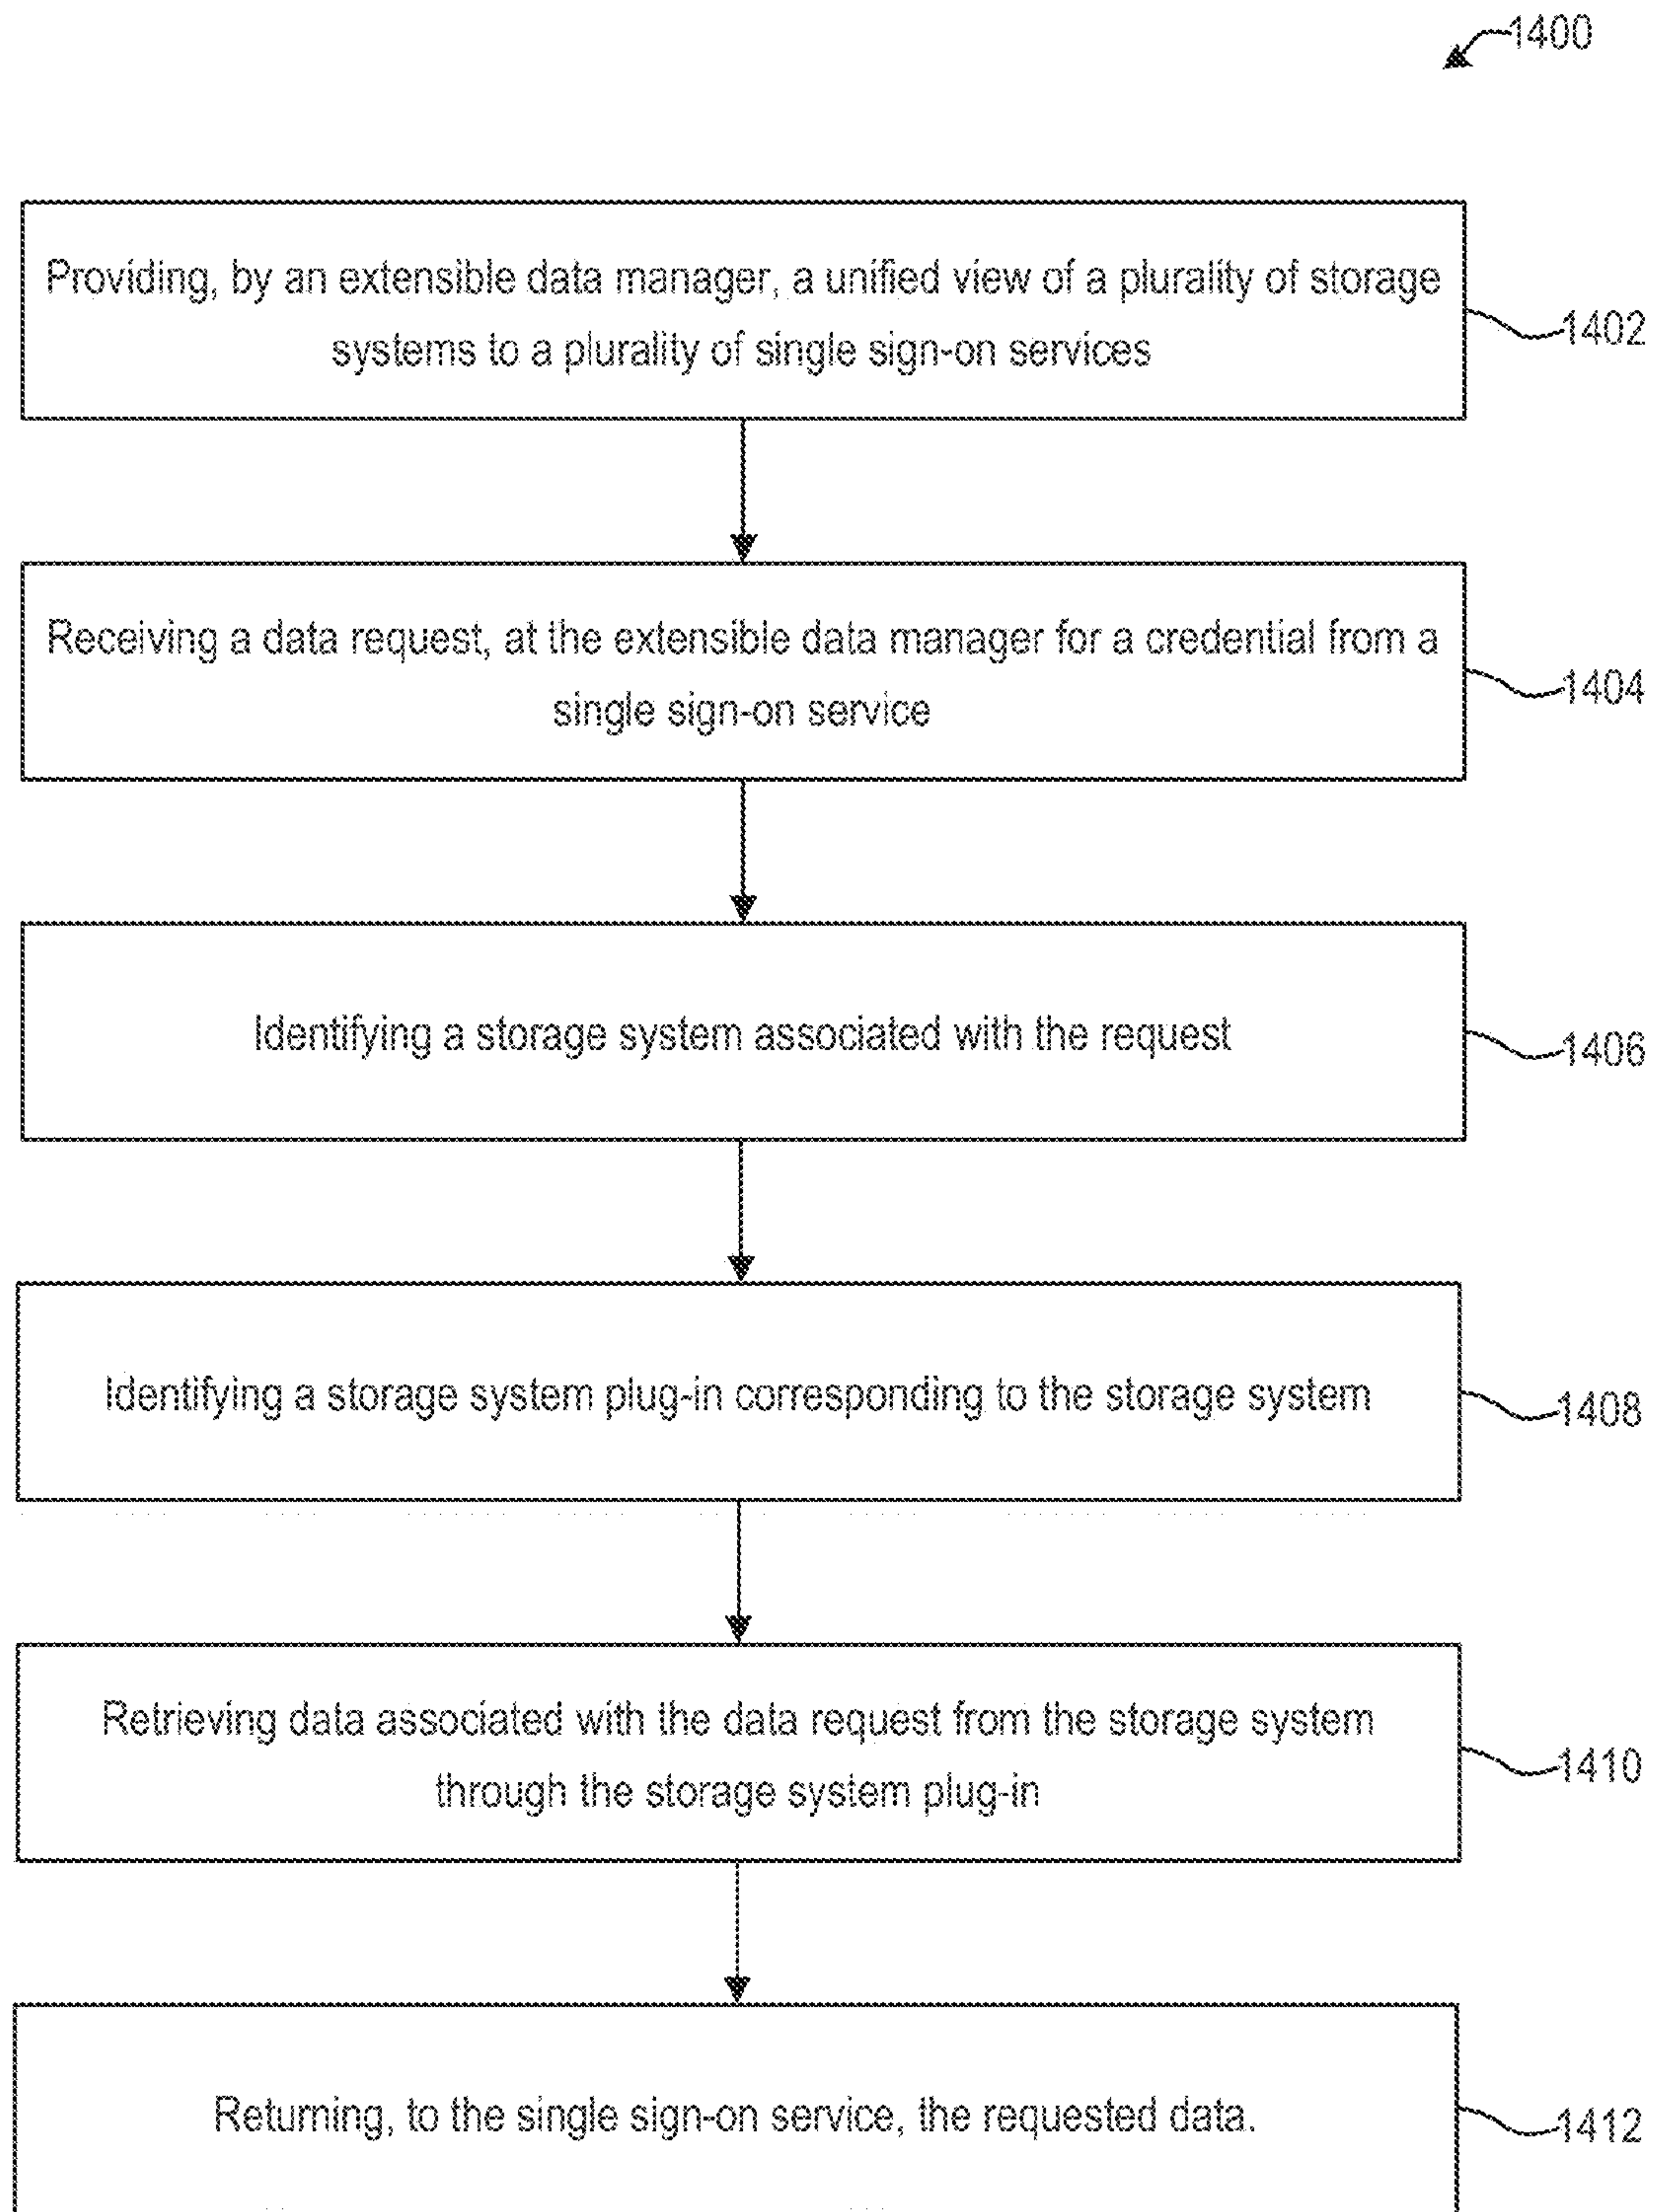 1400
Providing, by an extensible data manager, a unified view of a plurality of storage
systems to a plurality of single sign-on services
1402
Receiving a data request, at the extensible data manager for a credential from a
single sign-on service
1404
Identifying a storage system associated with the request
1406
Identifying a storage system plug-in corresponding to the storage system
1408
Retrieving data associated with the data request from the storage system
through the storage system plug-in
1410
Returning, to the single sign-on service, the requested data.
1412